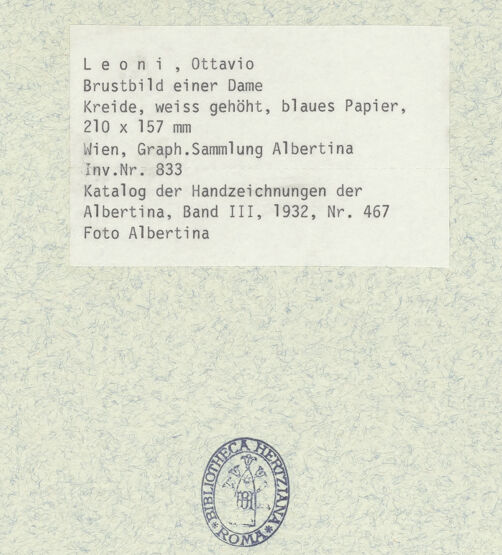 Leoni, Ottavio
Brustbild einer Dame
Kreide, weiss gehöht, blaues Papier,
210 x 157 mm
Wien, Graph.Sammlung Albertina
Inv.Nr. 833
Katalog der Handzeichnungen der
Albertina, Band III, 1932, Nr. 467
Foto Albertina
*BIBLIOTHECA HERTZIANA*
ROMA